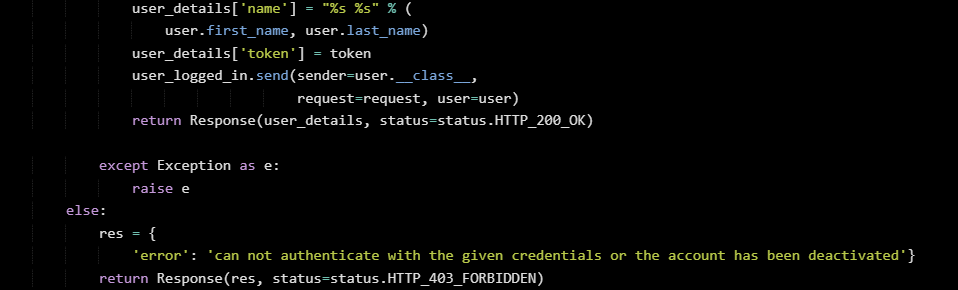 user_details['name'] = "%s %s" % (
user.first_name, user.last_name)
user_details['token'] = token
user_logged_in.send(sender=user.__class__,
request=request, user=user)
return Response(user_details, status=status.HTTP_200_OK)
except Exception as e:
raise e
else:
res = {
'error': 'can not authenticate with the given credentials or the account has been deactivated'}
return Response(res, status=status.HTTP_403_FORBIDDEN)